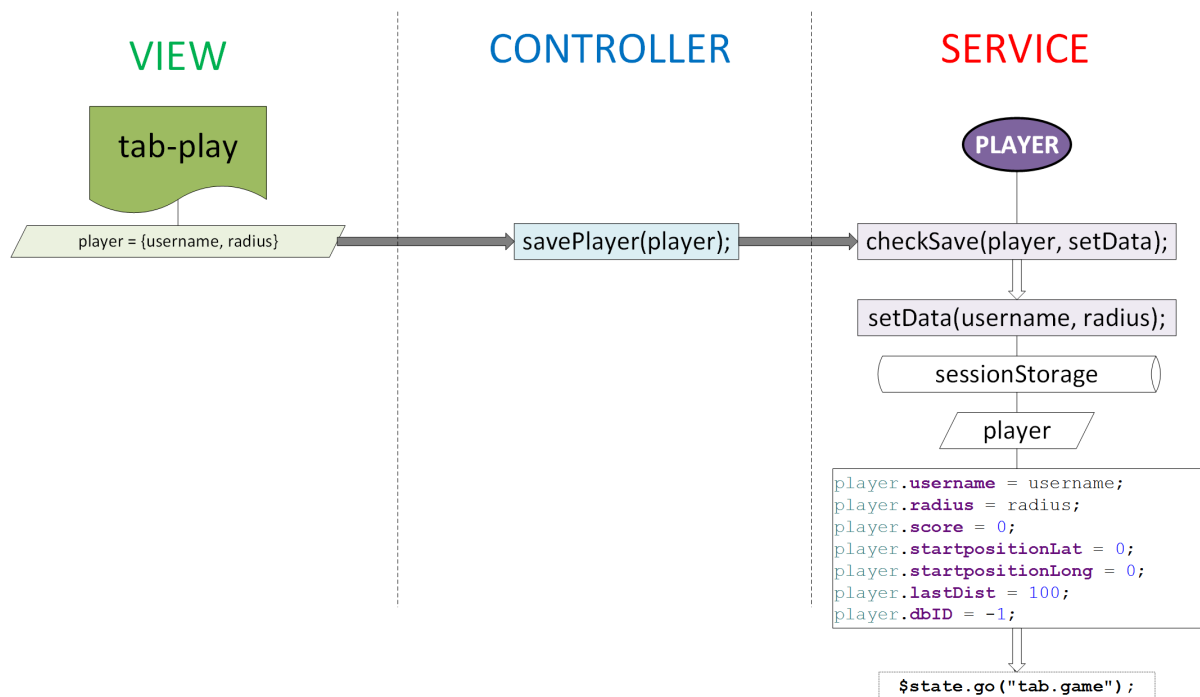 VIEW
CONTROLLER
SERVICE
tab-play
PLAYER
player = {username, radius}
savePlayer(player);
checkSave(player, setData);
setData(username, radius);
sessionStorage
player
player.username = username;
player.radius = radius;
player.score = 0;
player.startpositionLat = 0;
player.startpositionLong = 0;
player.lastDist = 100;
player.dbID = -1;
$state.go("tab.game");